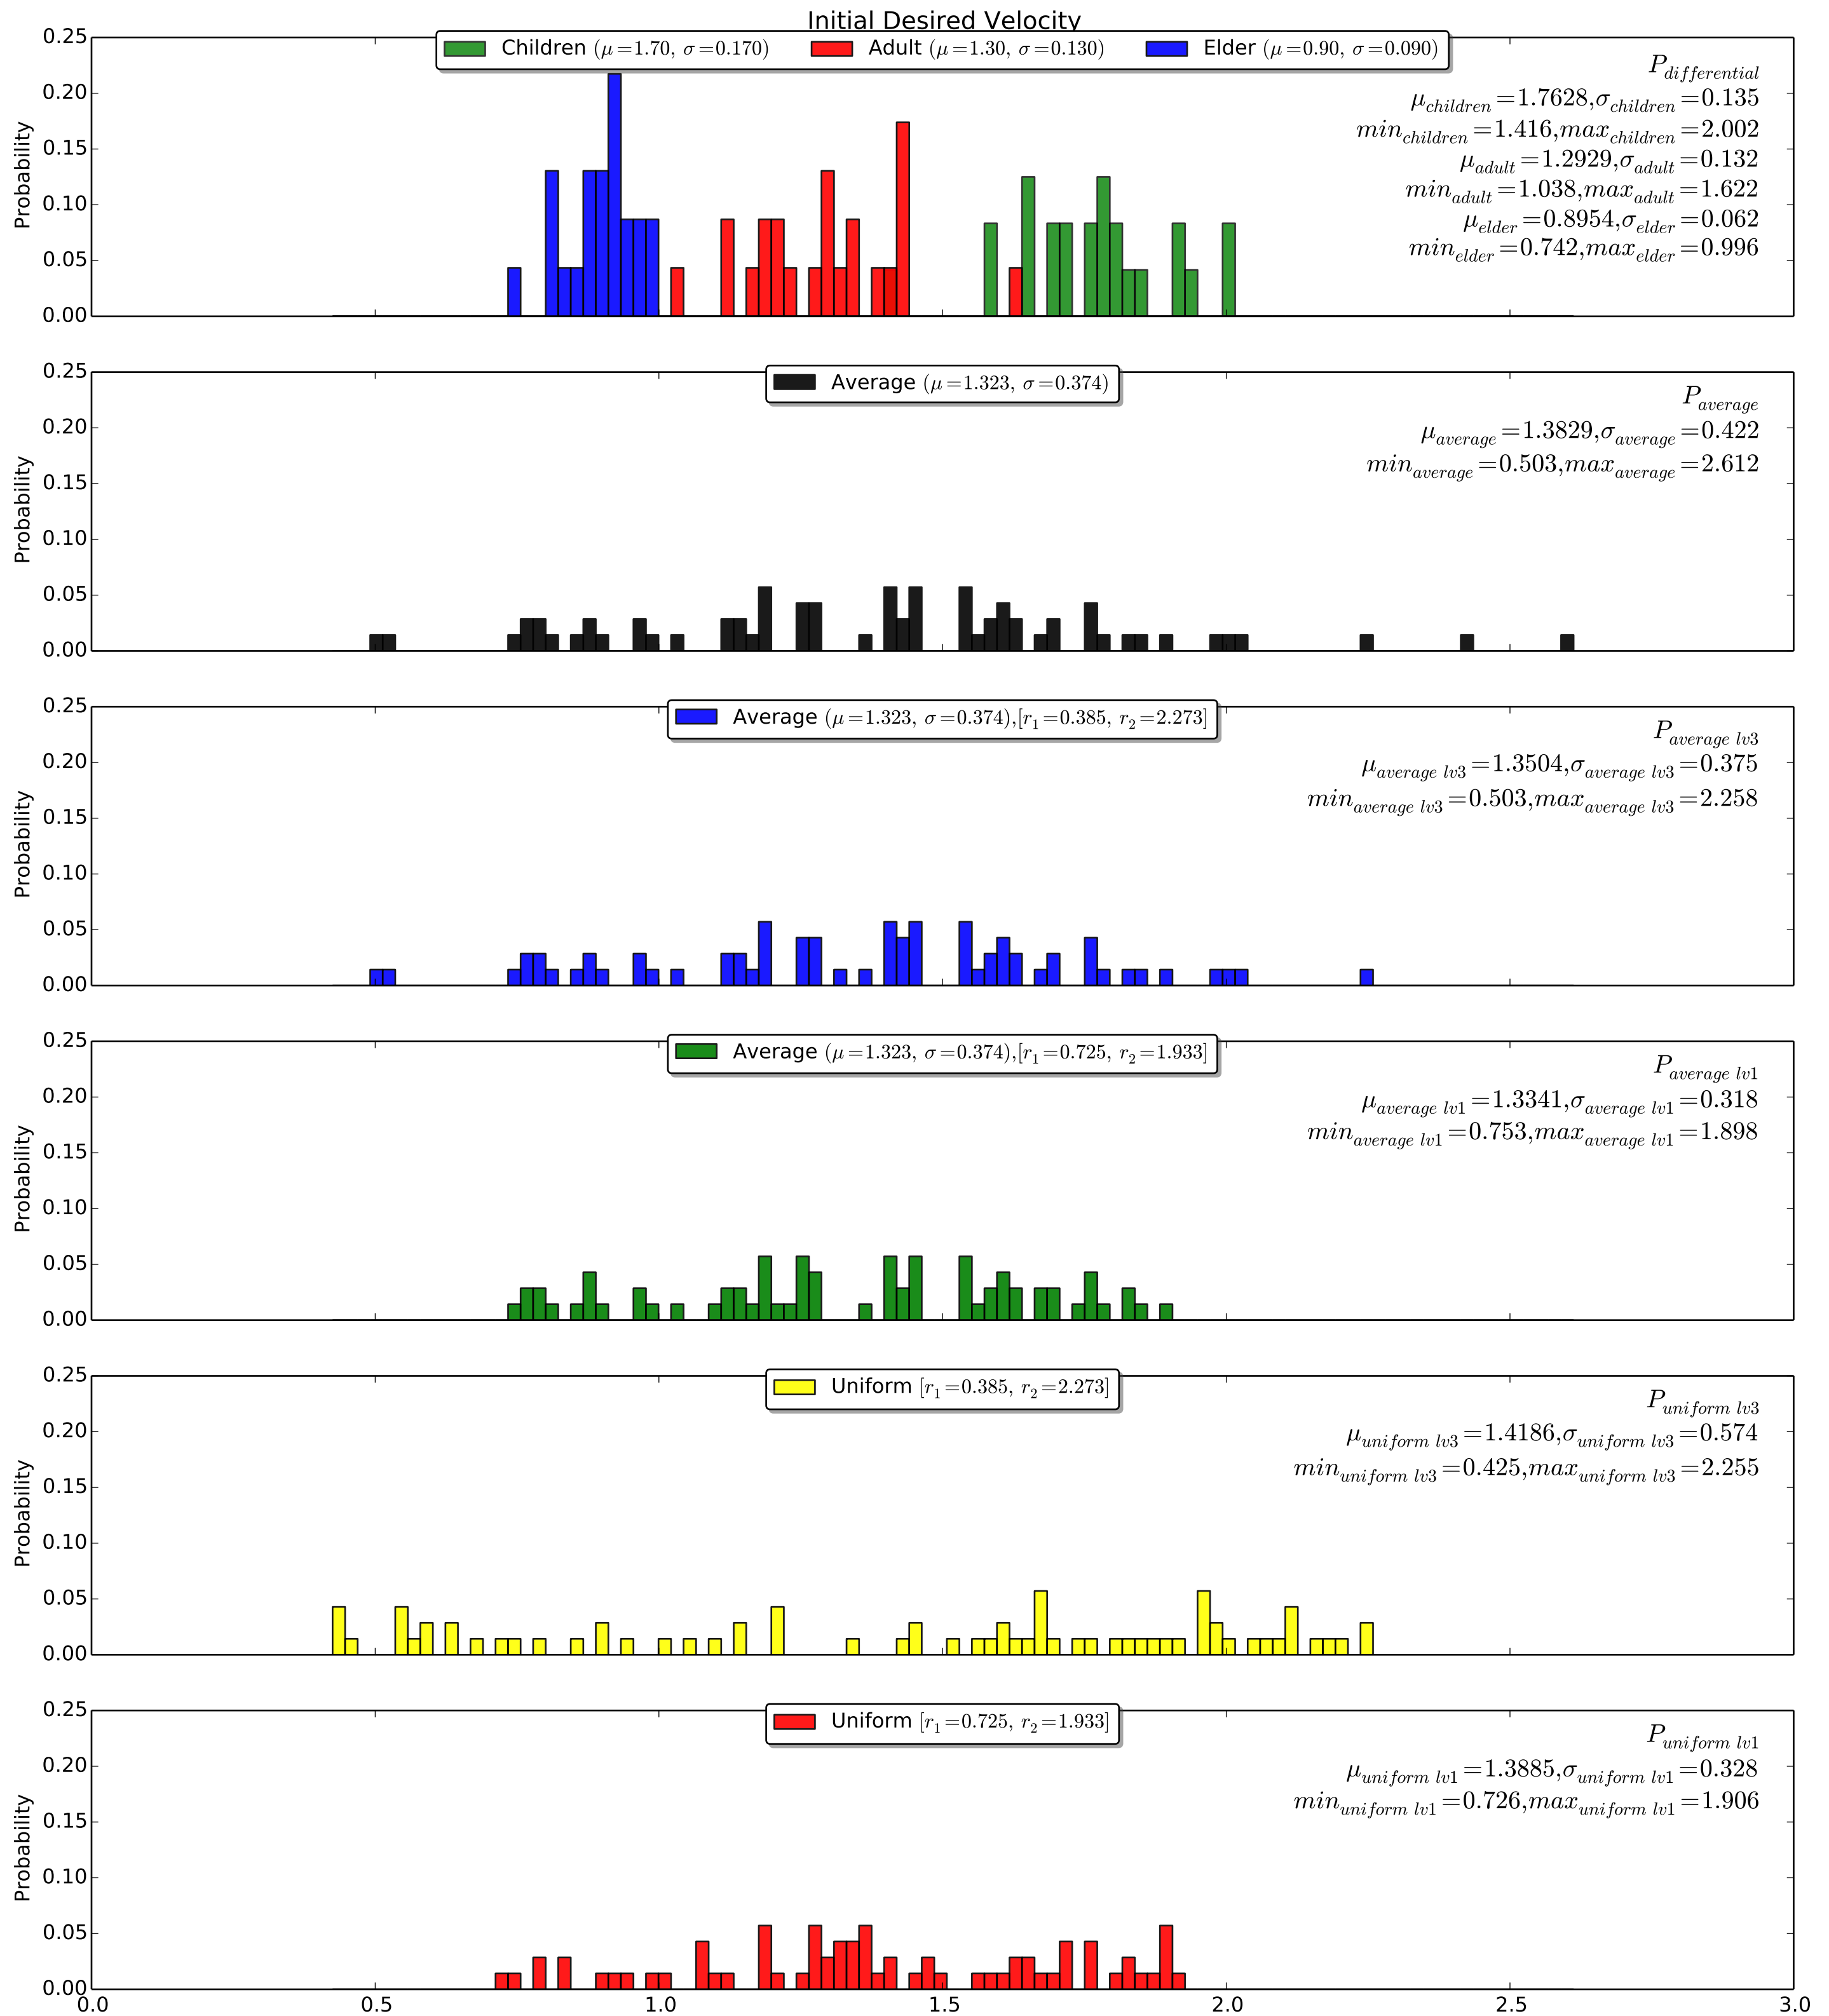 Initial Desired Velocity
Children (μ=1.70, σ=0.170) Adult (μ=1.30, σ=0.130) Elder (μ=0.90, σ=0.090)
P_differential
μ_children=1.7628,σ_children=0.135
min_children=1.416,max_children=2.002
μ_adult=1.2929,σ_adult=0.132
min_adult=1.038,max_adult=1.622
μ_elder=0.8954,σ_elder=0.062
min_elder=0.742,max_elder=0.996
Probability
0.25
0.20
0.15
0.10
0.05
0.00
Average (μ=1.323, σ=0.374)
P_average
μ_average=1.3829,σ_average=0.422
min_average=0.503,max_average=2.612
Probability
0.25
0.20
0.15
0.10
0.05
0.00
Average (μ=1.323, σ=0.374),[r_1=0.385, r_2=2.273]
P_average lv3
μ_average lv3=1.3504,σ_average lv3=0.375
min_average lv3=0.503,max_average lv3=2.258
Probability
0.25
0.20
0.15
0.10
0.05
0.00
Average (μ=1.323, σ=0.374),[r_1=0.725, r_2=1.933]
P_average lv1
μ_average lv1=1.3341,σ_average lv1=0.318
min_average lv1=0.753,max_average lv1=1.898
Probability
0.25
0.20
0.15
0.10
0.05
0.00
Uniform [r_1=0.385, r_2=2.273]
P_uniform lv3
μ_uniform lv3=1.4186,σ_uniform lv3=0.574
min_uniform lv3=0.425,max_uniform lv3=2.255
Probability
0.25
0.20
0.15
0.10
0.05
0.00
Uniform [r_1=0.725, r_2=1.933]
P_uniform lv1
μ_uniform lv1=1.3885,σ_uniform lv1=0.328
min_uniform lv1=0.726,max_uniform lv1=1.906
Probability
0.25
0.20
0.15
0.10
0.05
0.00
0.0 0.5 1.0 1.5 2.0 2.5 3.0